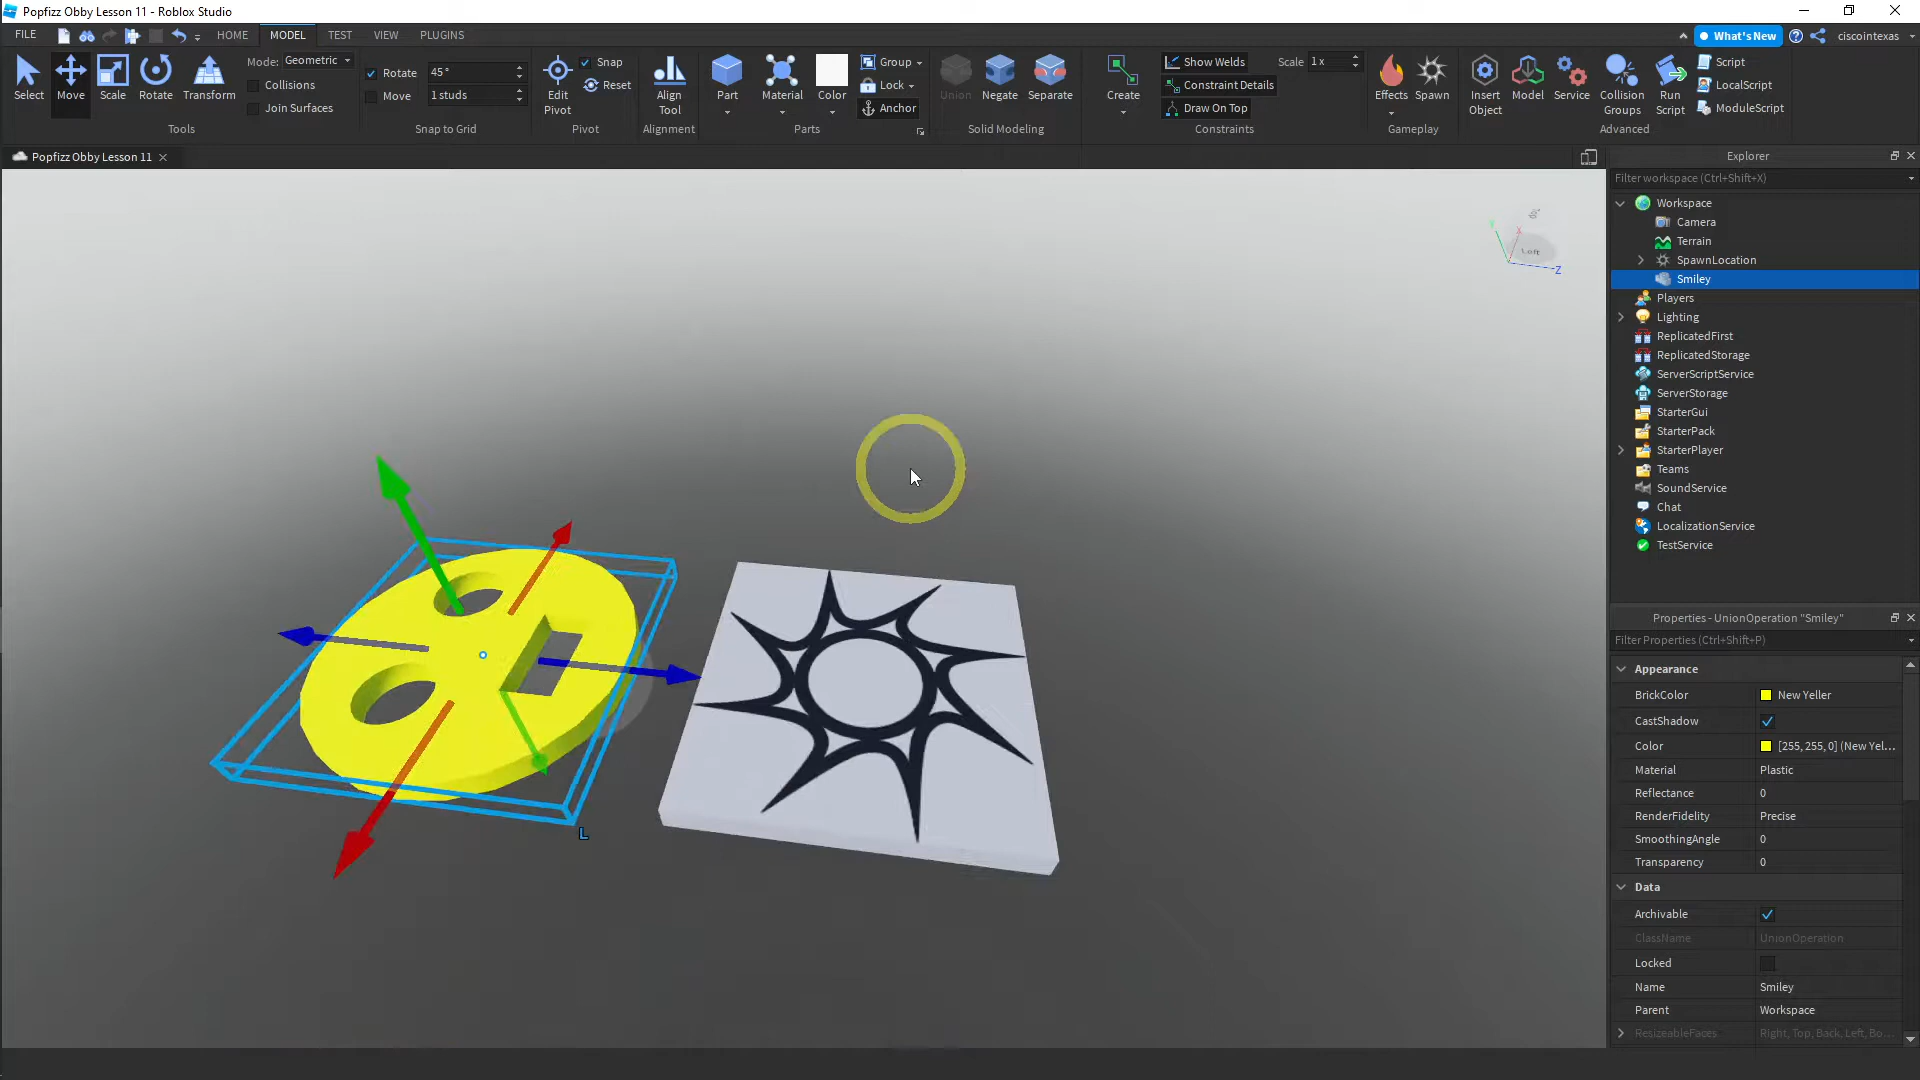 Popfizz Obby Lesson 11 - Roblox Studio
FILE HOME MODEL TEST VIEW PLUGINS What's New ciscointexas
Select Move Scale Rotate Transform
Mode: Geometric
Collisions
Join Surfaces
Tools
Rotate 45°
Move 1 studs
Snap to Grid
Edit Pivot
Snap
Reset
Pivot
Align Tool
Alignment
Part Material Color
Group
Lock
Anchor
Parts
Union Negate Separate
Solid Modeling
Create
Show Welds
Constraint Details
Draw On Top
Scale 1 x
Constraints
Effects Spawn
Gameplay
Insert Object
Model
Service
Collision Groups
Run Script
Script
LocalScript
ModuleScript
Advanced
Popfizz Obby Lesson 11
Y X Z
Left
L
Explorer
Filter workspace (Ctrl+Shift+X)
Workspace
Camera
Terrain
SpawnLocation
Smiley
Players
Lighting
ReplicatedFirst
ReplicatedStorage
ServerScriptService
ServerStorage
StarterGui
StarterPack
StarterPlayer
Teams
SoundService
Chat
LocalizationService
TestService
Properties - UnionOperation "Smiley"
Filter Properties (Ctrl+Shift+P)
Appearance
BrickColor New Yeller
CastShadow
Color [255, 255, 0] (New Yel...
Material Plastic
Reflectance 0
RenderFidelity Precise
SmoothingAngle 0
Transparency 0
Data
Archivable
ClassName UnionOperation
Locked
Name Smiley
Parent Workspace
ResizeableFaces Right, Top, Back, Left, Bo...